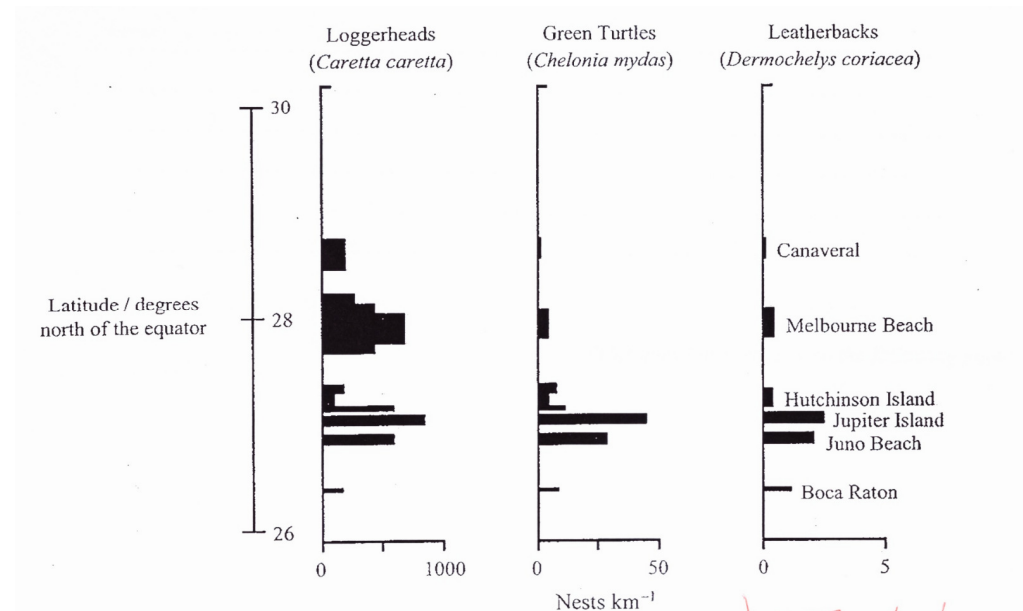 Loggerheads
(Caretta caretta)
Green Turtles
(Chelonia mydas)
Leatherbacks
(Dermochelys coriacea)
30
28
26
Latitude / degrees
north of the equator
Canaveral
Melbourne Beach
Hutchinson Island
Jupiter Island
Juno Beach
Boca Raton
0
1000
0
50
0
5
Nests km⁻¹